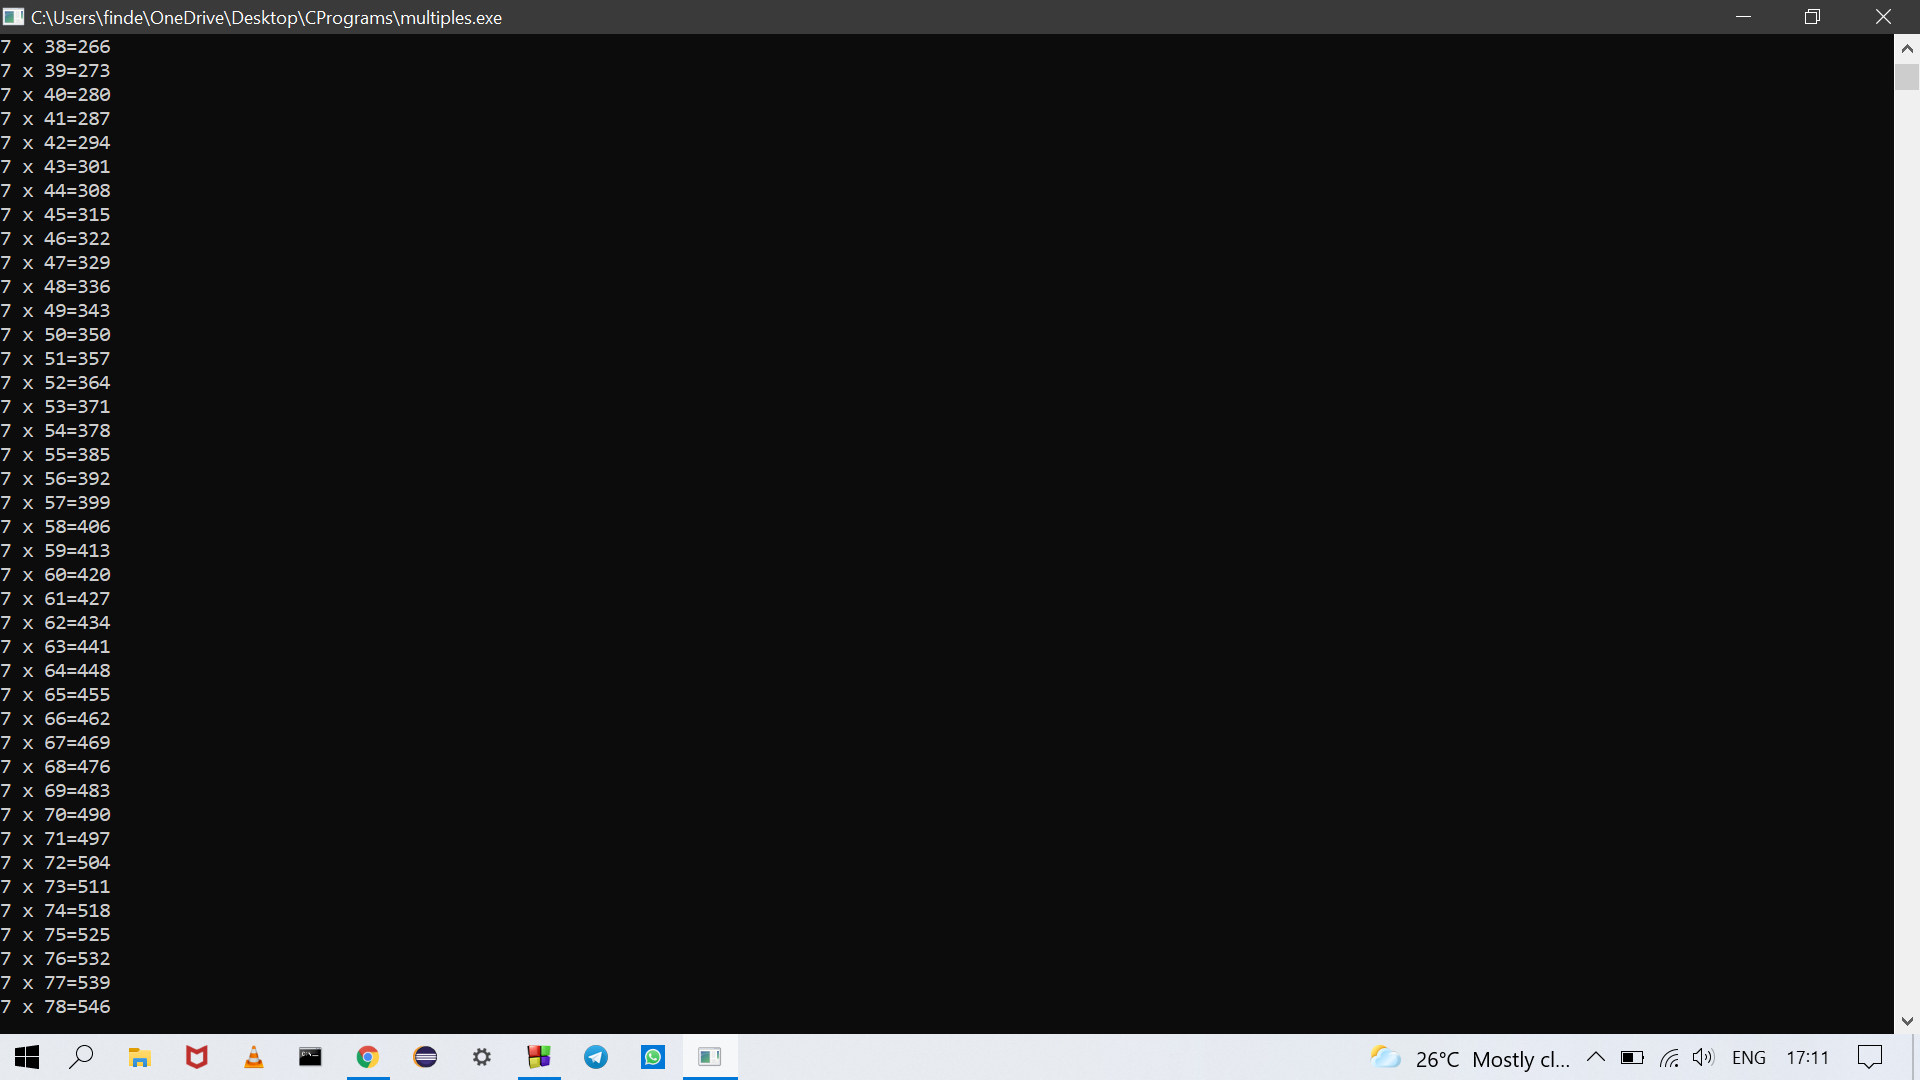 C:\Users\finde\OneDrive\Desktop\CPrograms\multiples.exe
7 x 38=266
7 x 39=273
7 x 40=280
7 x 41=287
7 x 42=294
7 x 43=301
7 x 44=308
7 x 45=315
7 x 46=322
7 x 47=329
7 x 48=336
7 x 49=343
7 x 50=350
7 x 51=357
7 x 52=364
7 x 53=371
7 x 54=378
7 x 55=385
7 x 56=392
7 x 57=399
7 x 58=406
7 x 59=413
7 x 60=420
7 x 61=427
7 x 62=434
7 x 63=441
7 x 64=448
7 x 65=455
7 x 66=462
7 x 67=469
7 x 68=476
7 x 69=483
7 x 70=490
7 x 71=497
7 x 72=504
7 x 73=511
7 x 74=518
7 x 75=525
7 x 76=532
7 x 77=539
7 x 78=546
26°C Mostly cl... ENG 17:11